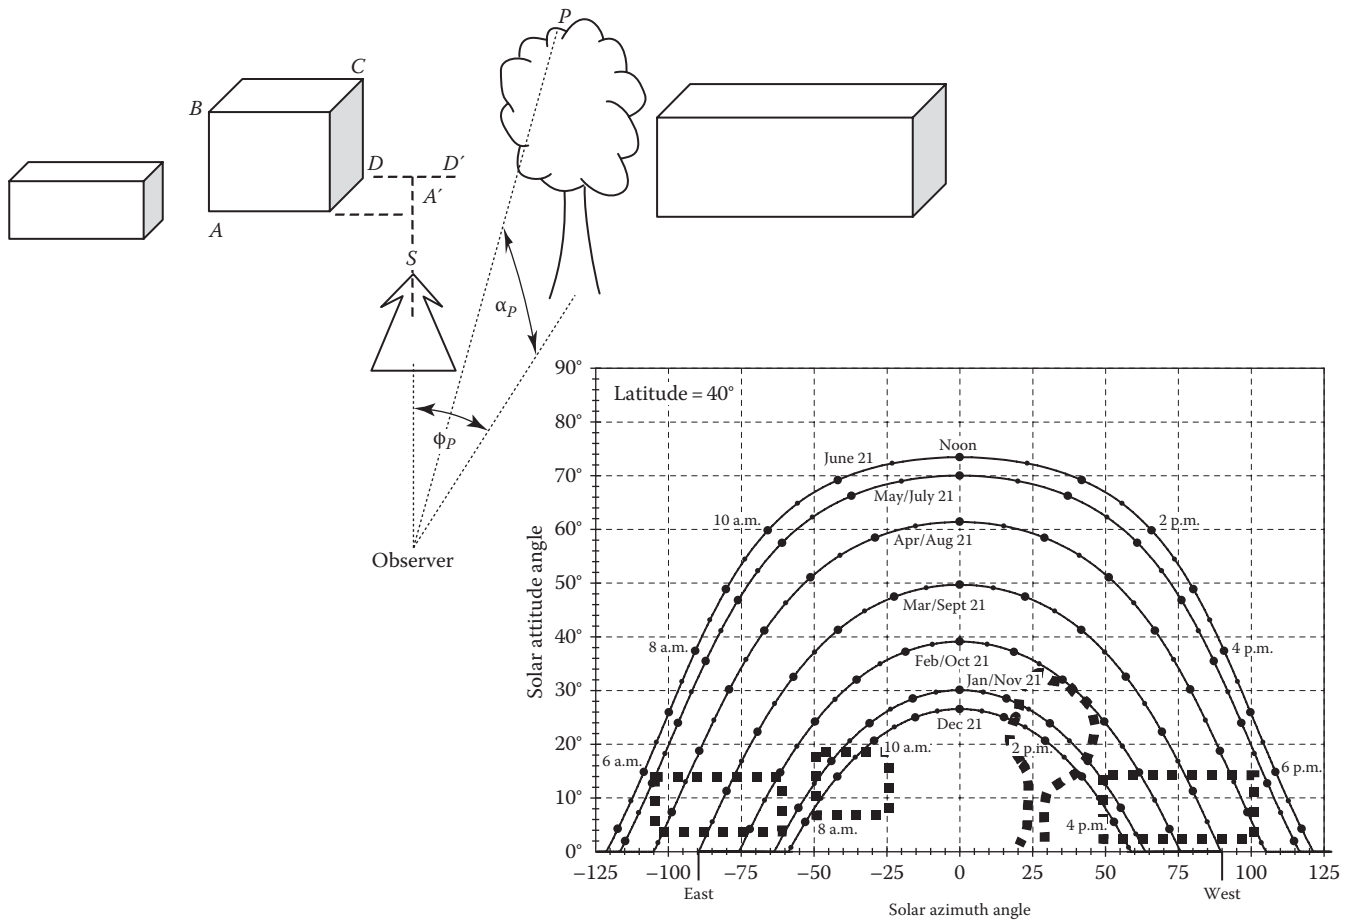 P
C
B
D
D′
A′
A
S
αP
ϕP
Observer
90°
80°
70°
60°
50°
40°
30°
20°
10°
0°
Solar attitude angle
Latitude = 40°
Noon
June 21
May/July 21
10 a.m.
2 p.m.
Apr/Aug 21
Mar/Sept 21
8 a.m.
4 p.m.
Feb/Oct 21
Jan/Nov 21
Dec 21
10 a.m.
2 p.m.
6 a.m.
6 p.m.
8 a.m.
4 p.m.
−125 −100 −75 −50 −25 0 25 50 75 100 125
East
West
Solar azimuth angle